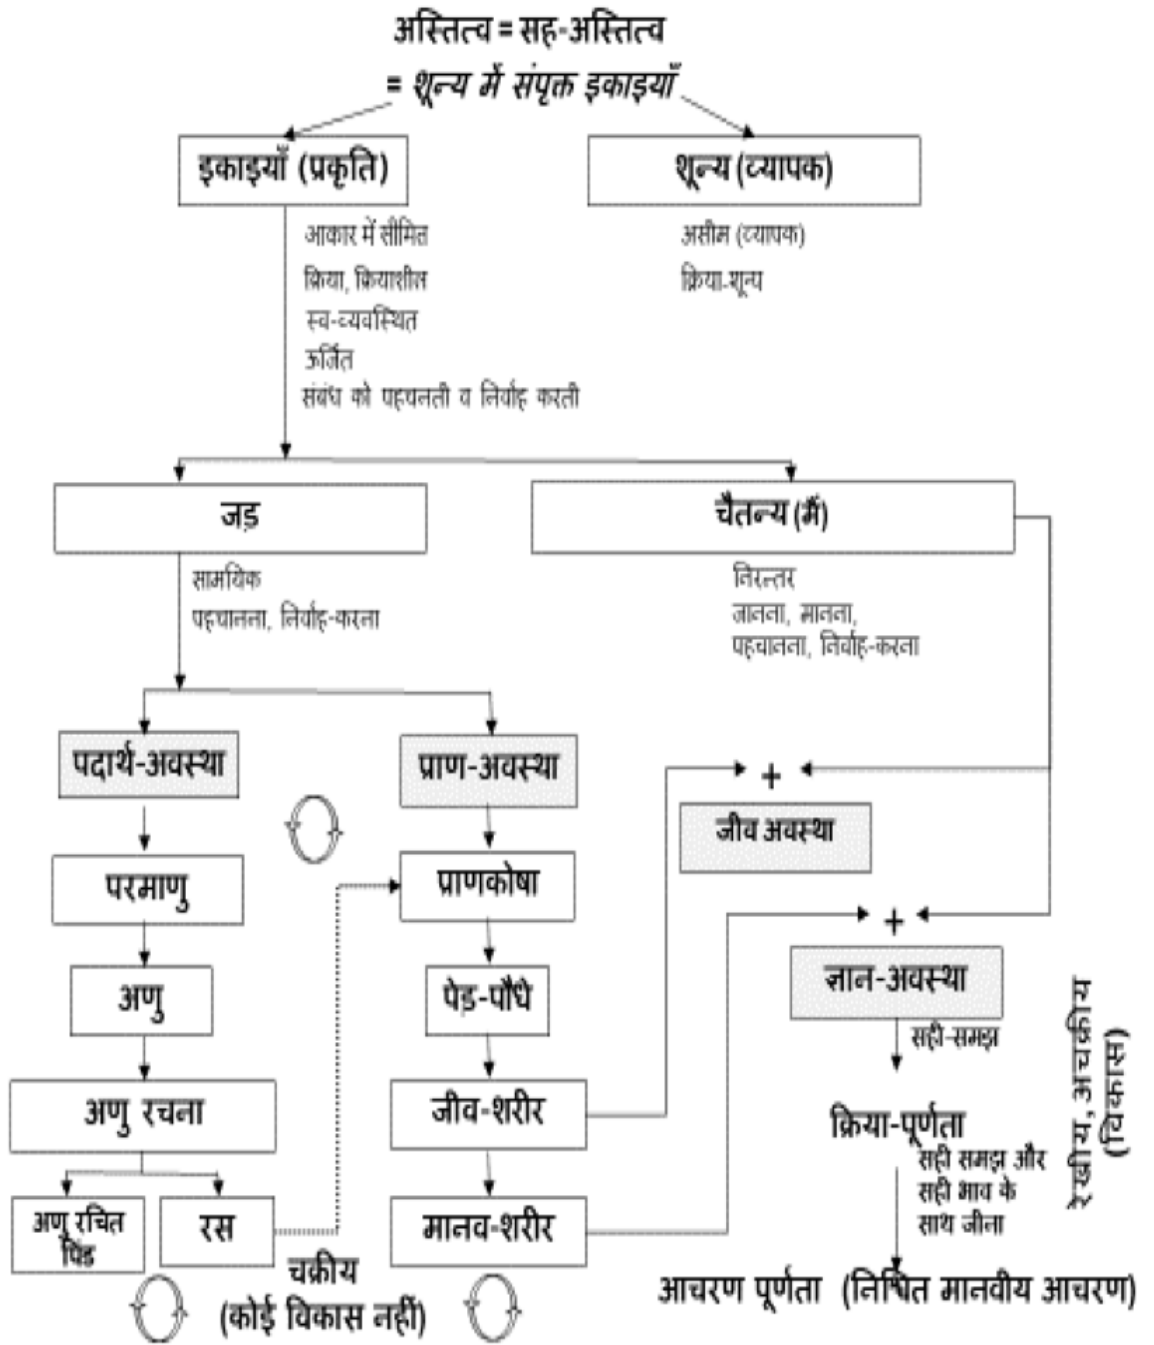 अस्तित्व = सह-अस्तित्व
= शून्य में संपृक्त इकाइयाँ
इकाइयाँ (प्रकृति)
शून्य (व्यापक)
आकार में सीमित
क्रिया, क्रियाशील
स्व-व्यवस्थित
ऊर्जित
संबंध को पहचनती व निर्वाह करती
असीम (व्यापक)
क्रिया-शून्य
जड़
चैतन्य (मैं)
सामयिक
पहचानना, निर्वाह-करना
निरन्तर
जानना, मानना,
पहचानना, निर्वाह-करना
पदार्थ-अवस्था
प्राण-अवस्था
+
जीव अवस्था
परमाणु
प्राणकोषा
+
ज्ञान-अवस्था
अणु
पेड़-पौधे
सही-समझ
अणु रचना
जीव-शरीर
क्रिया-पूर्णता
सही समझ और
सही भाव के
साथ जीना
रेखीय, अचक्रीय
(विकास)
अणु रचित
पिंड
रस
मानव-शरीर
चक्रीय
(कोई विकास नहीं)
आचरण पूर्णता (निश्चित मानवीय आचरण)